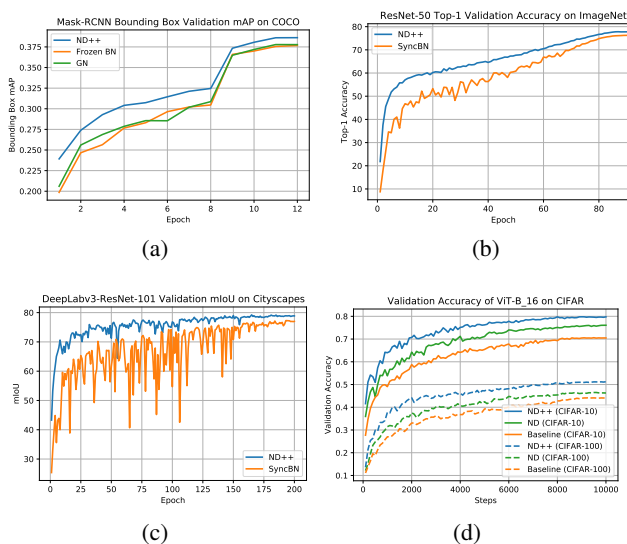 Mask-RCNN Bounding Box Validation mAP on COCO
ND++
Frozen BN
GN
0.375
0.350
0.325
0.300
0.275
0.250
0.225
0.200
Bounding Box mAP
2 4 6 8 10 12
Epoch
(a)
ResNet-50 Top-1 Validation Accuracy on ImageNet
ND++
SyncBN
80
70
60
50
40
30
20
10
Top-1 Accuracy
0 20 40 60 80
Epoch
(b)
DeepLabv3-ResNet-101 Validation mIoU on Cityscapes
80
70
60
50
40
30
mIoU
ND++
SyncBN
0 25 50 75 100 125 150 175 200
Epoch
(c)
Validation Accuracy of ViT-B_16 on CIFAR
0.8
0.7
0.6
0.5
0.4
0.3
0.2
0.1
Validation Accuracy
ND++ (CIFAR-10)
ND (CIFAR-10)
Baseline (CIFAR-10)
ND++ (CIFAR-100)
ND (CIFAR-100)
Baseline (CIFAR-100)
0 2000 4000 6000 8000 10000
Steps
(d)